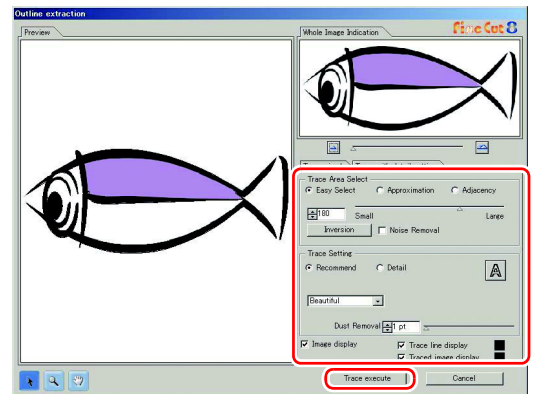 Outline extraction
Preview
Whole Image Indication
Fine Cut 8
Trace Area Select
Easy Select Approximation Adjacency
180 Small Large
Inversion Noise Removal
Trace Setting
Recommend Detail
A
Beautiful
Dust Removal 1 pt
Image display Trace line display
Traced image display
Trace execute Cancel